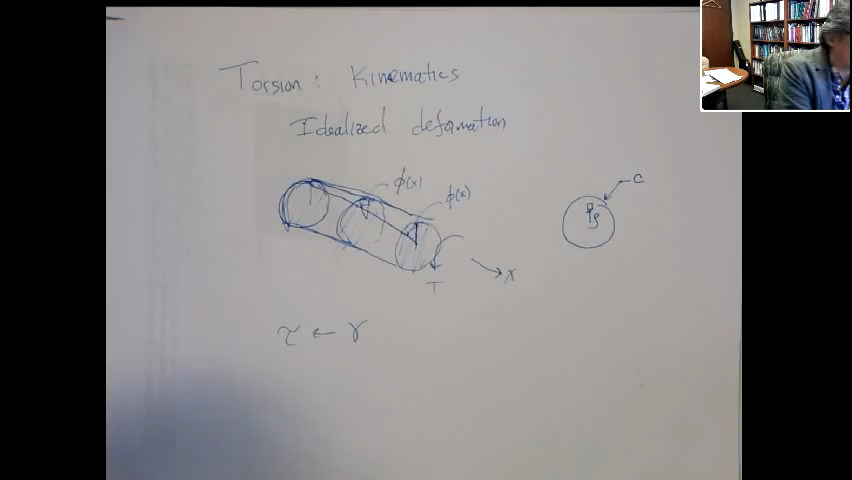 Torsion: Kinematics
Idealized deformation
ϕ(x)
ϕ(x)
C
ρ
x
T
τ ← γ